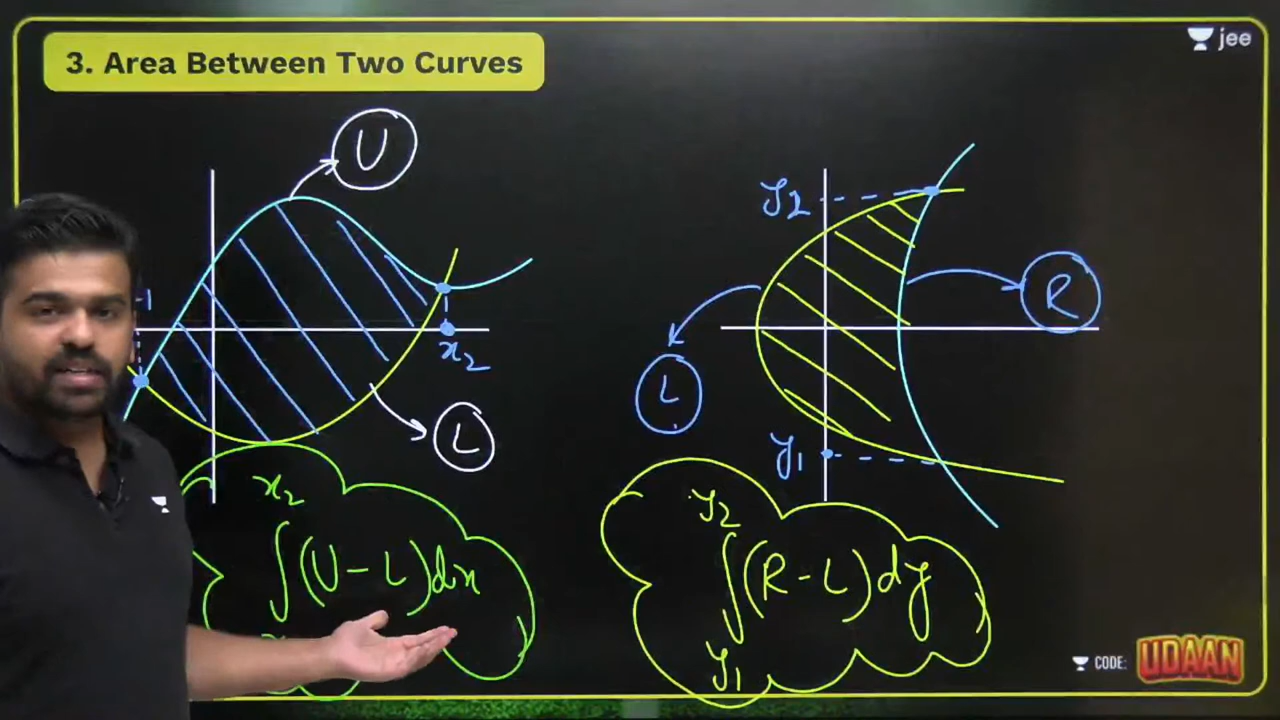 3. Area Between Two Curves
jee
U
x₂
L
x₂
∫(U-L)dx
y₂
R
L
y₁
y₂
∫(R-L)dy
y₁
CODE: UDAAN